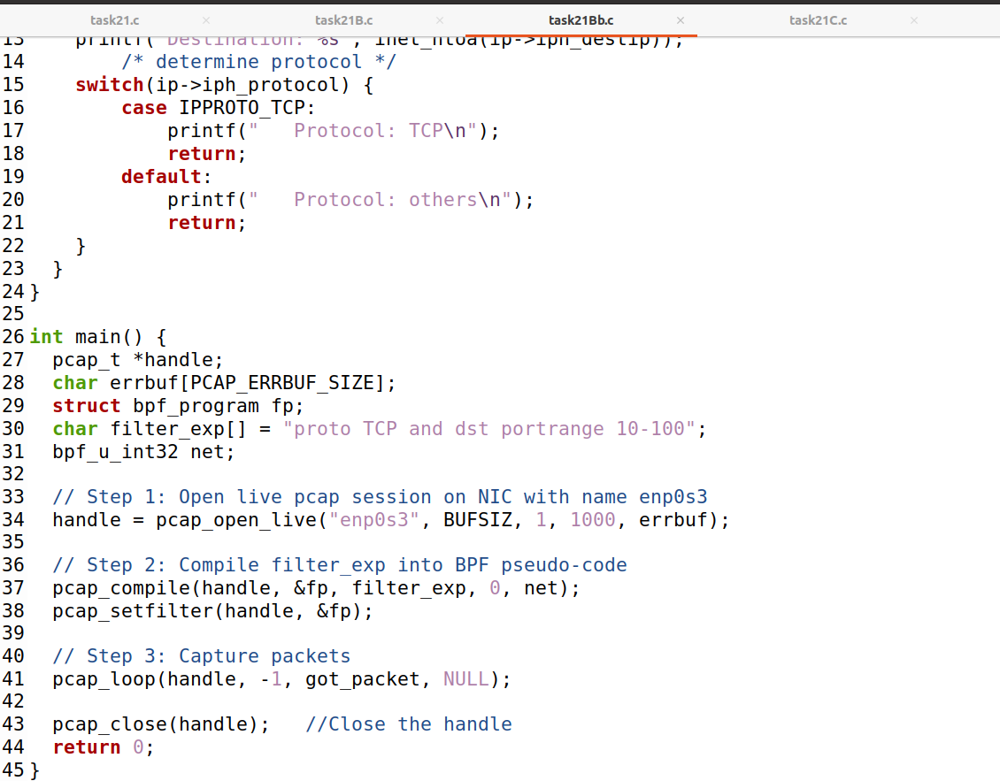 task21.c × task21B.c × task21Bb.c × task21C.c ×
13 printf(" Destination: %s", inet_ntoa(ip->iph_destip));
14 /* determine protocol */
15 switch(ip->iph_protocol) {
16 case IPPROTO_TCP:
17 printf("   Protocol: TCP\n");
18 return;
19 default:
20 printf("   Protocol: others\n");
21 return;
22 }
23 }
24 }
25
26 int main() {
27 pcap_t *handle;
28 char errbuf[PCAP_ERRBUF_SIZE];
29 struct bpf_program fp;
30 char filter_exp[] = "proto TCP and dst portrange 10-100";
31 bpf_u_int32 net;
32
33 // Step 1: Open live pcap session on NIC with name enp0s3
34 handle = pcap_open_live("enp0s3", BUFSIZ, 1, 1000, errbuf);
35
36 // Step 2: Compile filter_exp into BPF pseudo-code
37 pcap_compile(handle, &fp, filter_exp, 0, net);
38 pcap_setfilter(handle, &fp);
39
40 // Step 3: Capture packets
41 pcap_loop(handle, -1, got_packet, NULL);
42
43 pcap_close(handle);   //Close the handle
44 return 0;
45 }